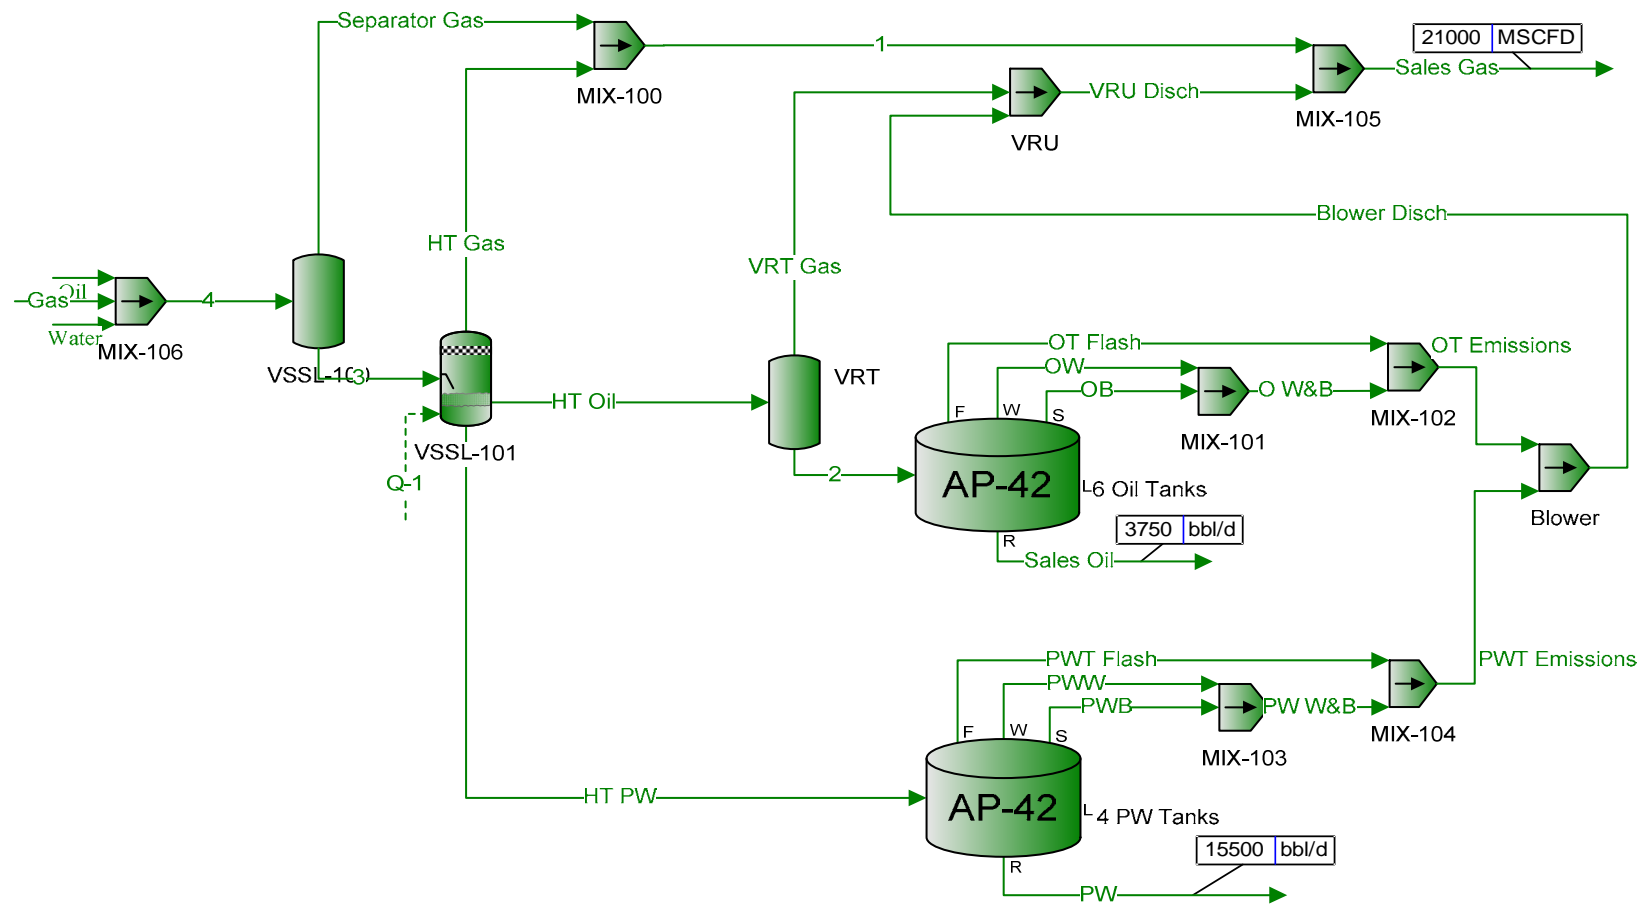 Separator Gas
1
21000 MSCFD
Sales Gas
MIX-100
VRU Disch
MIX-105
VRU
Blower Disch
HT Gas
VRT Gas
Oil
Gas
4
Water
MIX-106
OT Flash
OT Emissions
OW
VRT
VSSL-100
3
OB
O W&B
HT Oil
F
W
S
MIX-102
MIX-101
VSSL-101
Q-1
2
AP-42
L
6 Oil Tanks
Blower
3750 bbl/d
R
Sales Oil
PWT Flash
PWT Emissions
PWW
PWB
PW W&B
F
W
S
MIX-104
MIX-103
HT PW
AP-42
L
4 PW Tanks
15500 bbl/d
R
PW